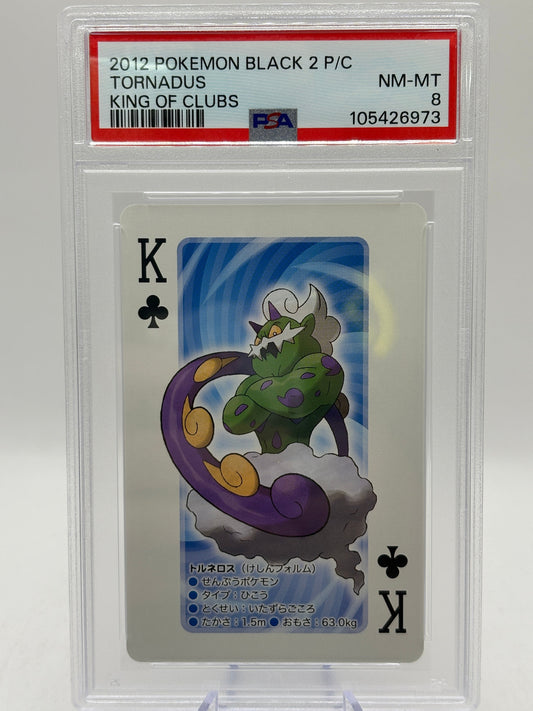 2012 POKEMON BLACK 2 P/C
TORNADUS NM-MT
KING OF CLUBS 8
PSA 105426973
K
トルネロス（けしんフォルム）
● せんぷうポケモン
● タイプ：ひこう
● とくせい：いたずらごころ
● たかさ：1.5m ● おもさ：63.0kg
K